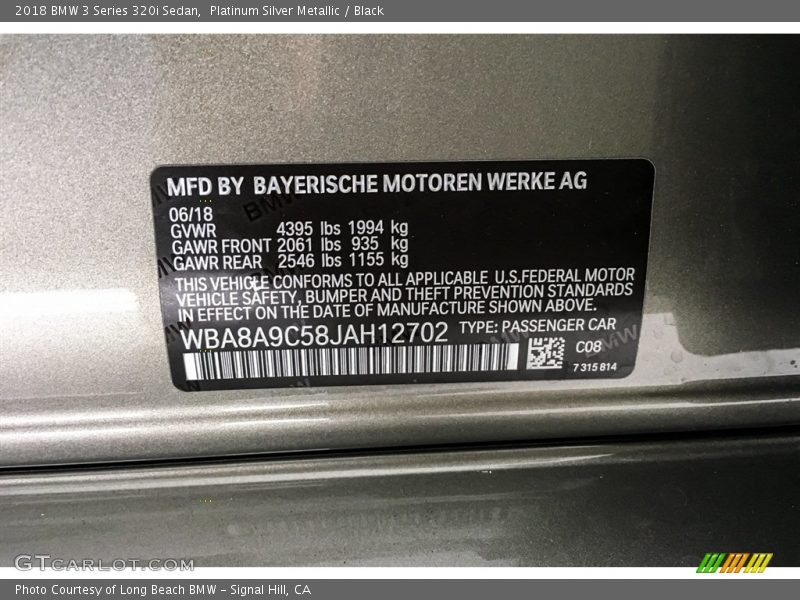 2018 BMW 3 Series 320i Sedan,  Platinum Silver Metallic / Black
MFD BY BAYERISCHE MOTOREN WERKE AG
06/18
GVWR 4395 lbs 1994 kg
GAWR FRONT 2061 lbs 935 kg
GAWR REAR 2546 lbs 1155 kg
THIS VEHICLE CONFORMS TO ALL APPLICABLE U.S.FEDERAL MOTOR
VEHICLE SAFETY, BUMPER AND THEFT PREVENTION STANDARDS
IN EFFECT ON THE DATE OF MANUFACTURE SHOWN ABOVE.
WBA8A9C58JAH12702 TYPE: PASSENGER CAR
C08
7 315 814
GTCARLOT.COM
Photo Courtesy of Long Beach BMW – Signal Hill, CA